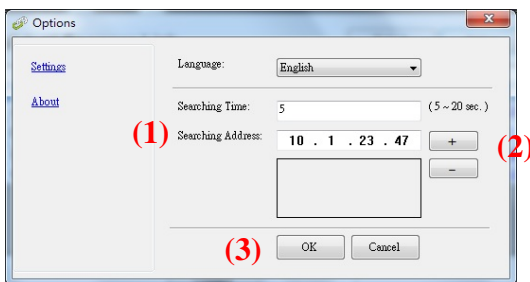 Options
Settings
About
Language: English
Searching Time: 5 ( 5 ~ 20 sec. )
(1) Searching Address: 10 . 1 . 23 . 47 + (2)
−
(3) OK Cancel